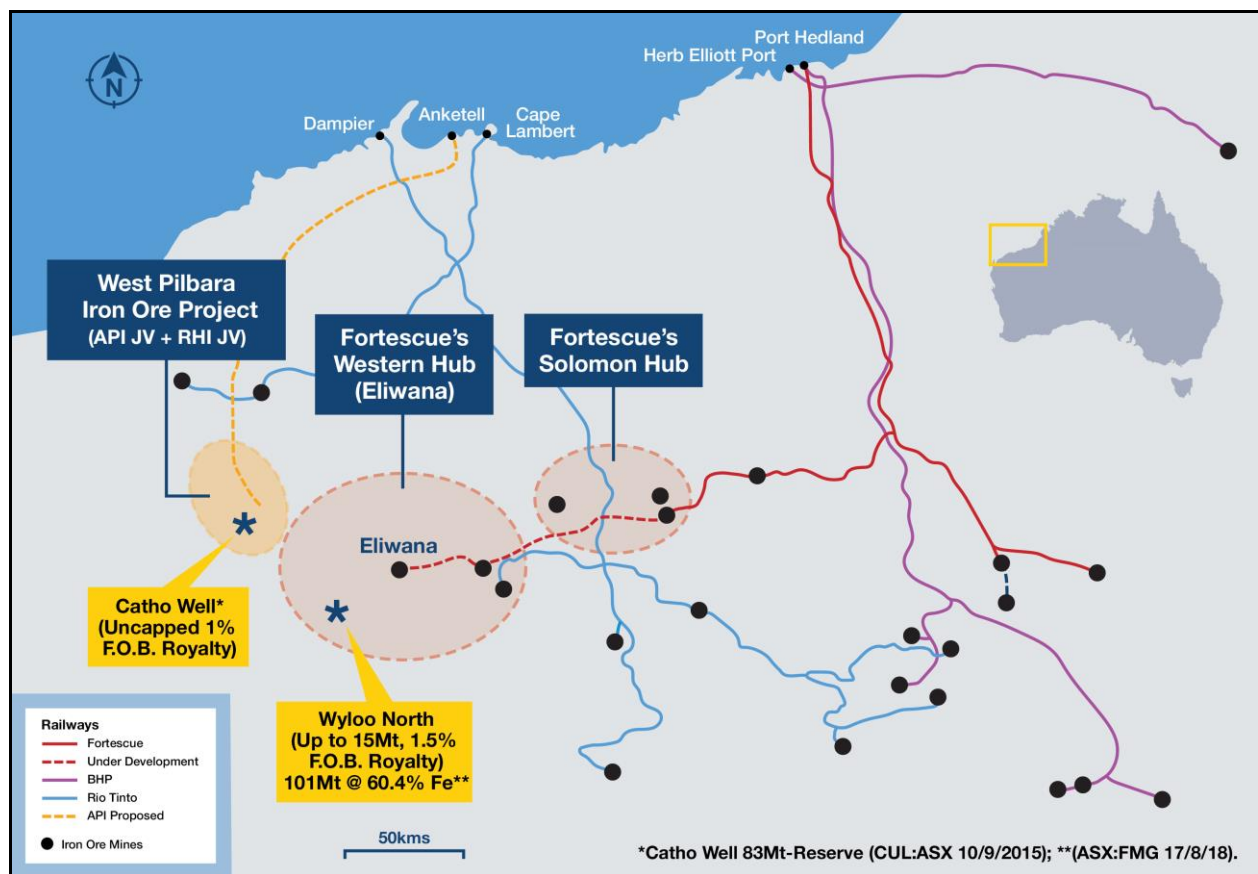 Port Hedland
Herb Elliott Port
Dampier
Anketell
Cape
Lambert
N
West Pilbara
Iron Ore Project
(API JV + RHI JV)
Fortescue's
Western Hub
(Eliwana)
Fortescue's
Solomon Hub
Eliwana
*
*
Catho Well*
(Uncapped 1%
F.O.B. Royalty)
Wyloo North
(Up to 15Mt, 1.5%
F.O.B. Royalty)
101Mt @ 60.4% Fe**
Railways
Fortescue
Under Development
BHP
Rio Tinto
API Proposed
Iron Ore Mines
50kms
*Catho Well 83Mt-Reserve (CUL:ASX 10/9/2015); **(ASX:FMG 17/8/18).